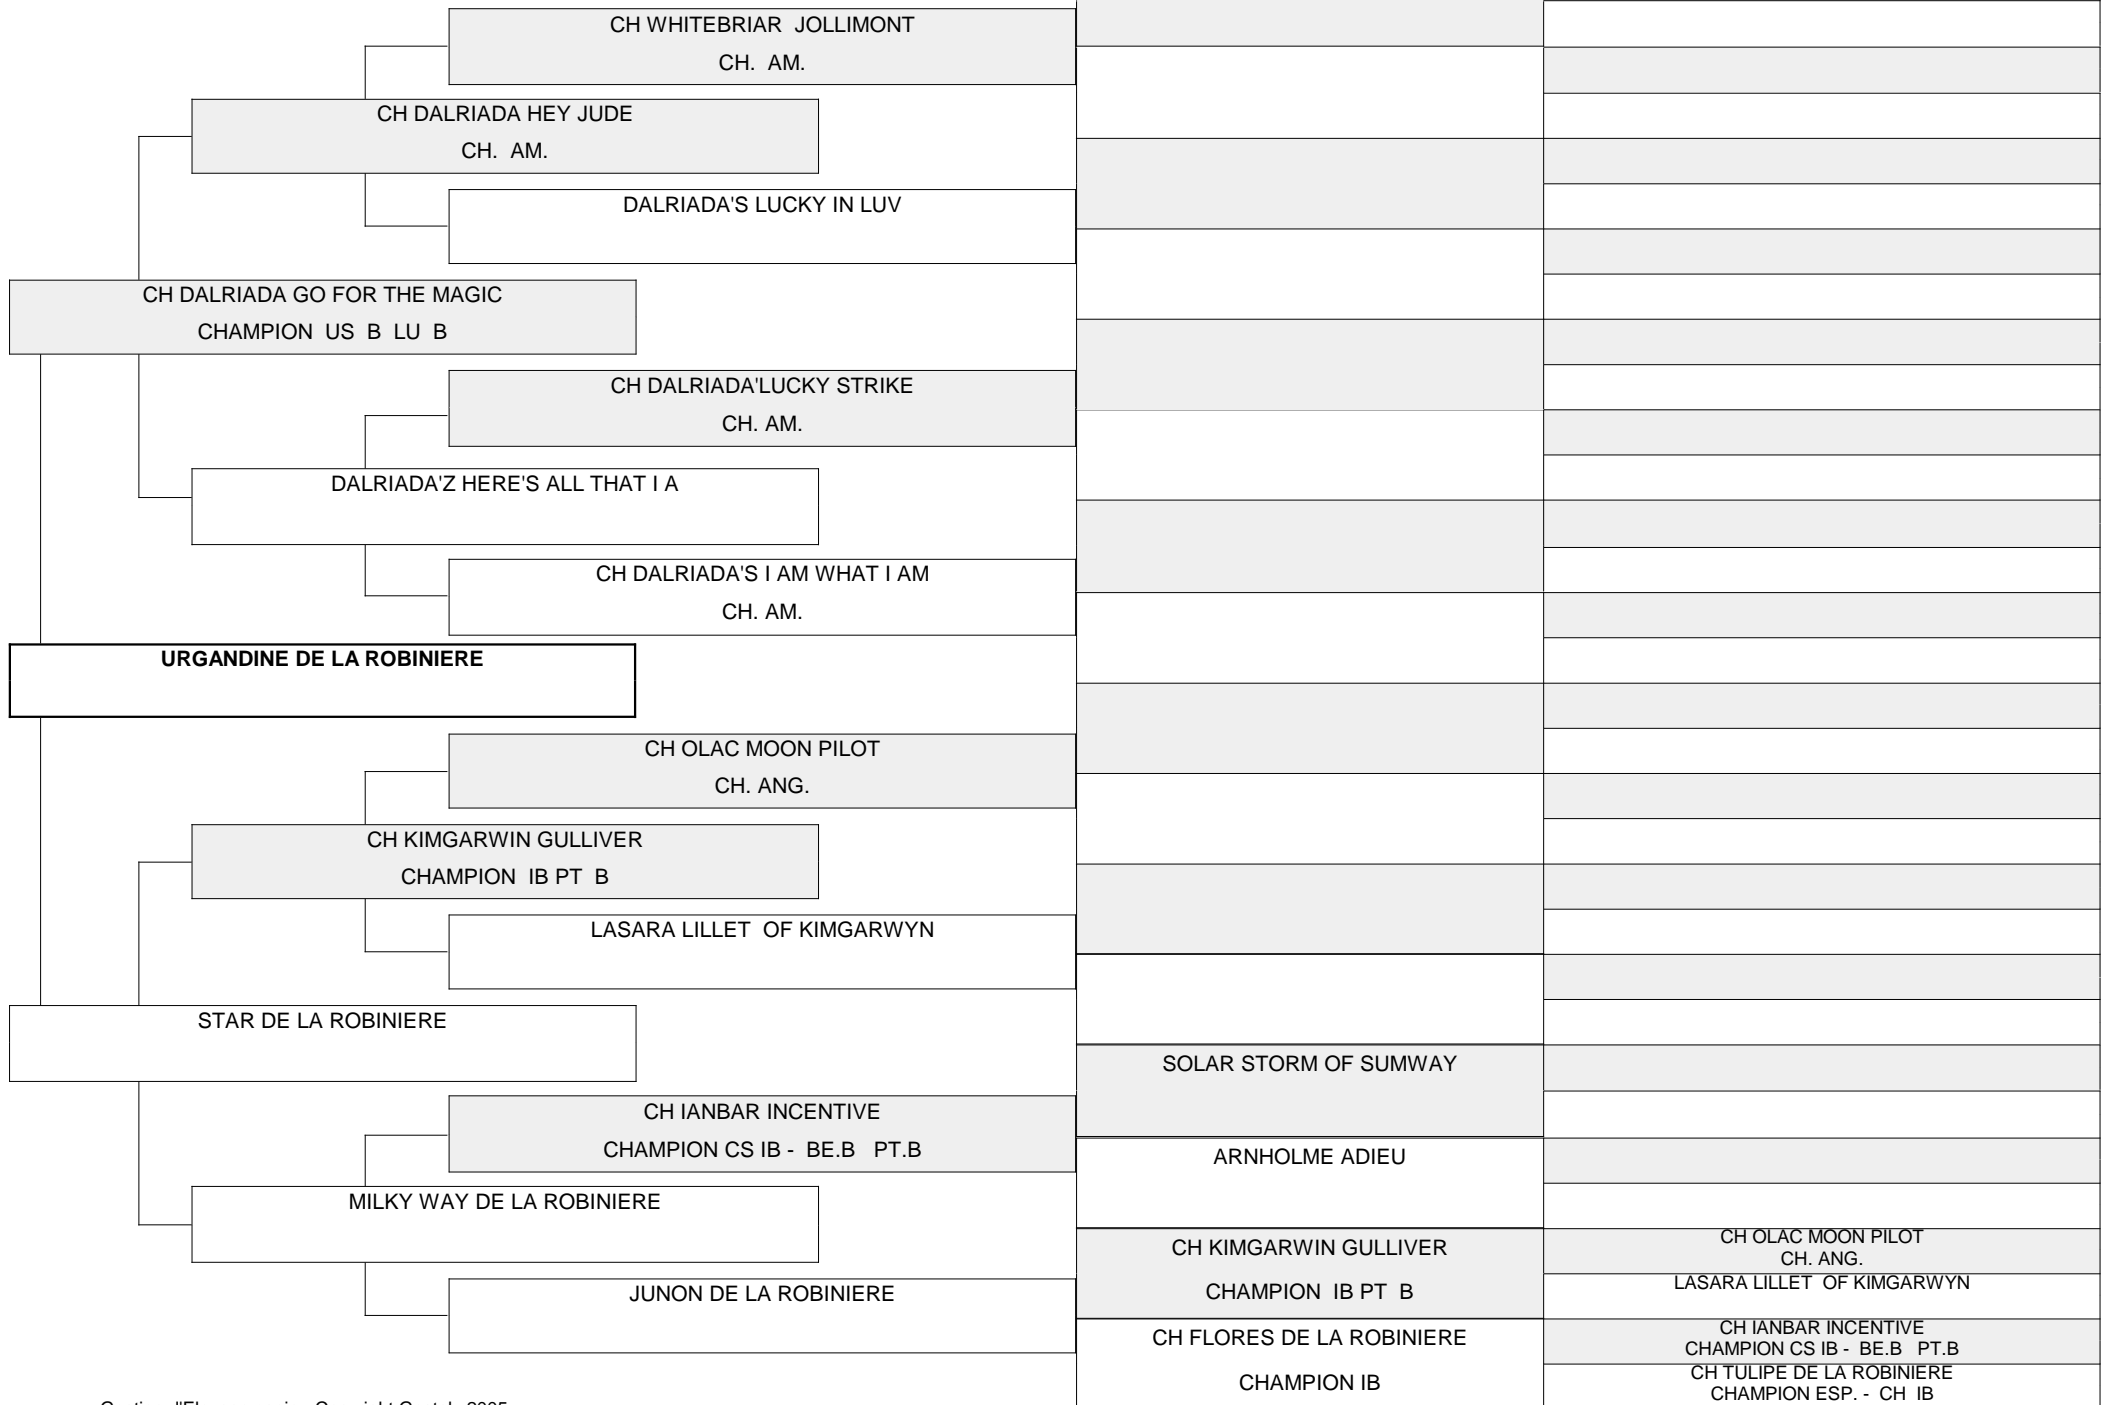 CH WHITEBRIAR JOLLIMONT
CH. AM.
CH DALRIADA HEY JUDE
CH. AM.
DALRIADA'S LUCKY IN LUV
CH DALRIADA GO FOR THE MAGIC
CHAMPION US B LU B
CH DALRIADA'LUCKY STRIKE
CH. AM.
DALRIADA'Z HERE'S ALL THAT I A
CH DALRIADA'S I AM WHAT I AM
CH. AM.
URGANDINE DE LA ROBINIERE
CH OLAC MOON PILOT
CH. ANG.
CH KIMGARWIN GULLIVER
CHAMPION IB PT B
LASARA LILLET OF KIMGARWYN
STAR DE LA ROBINIERE
SOLAR STORM OF SUMWAY
CH IANBAR INCENTIVE
CHAMPION CS IB - BE.B PT.B
ARNHOLME ADIEU
MILKY WAY DE LA ROBINIERE
CH KIMGARWIN GULLIVER
CHAMPION IB PT B
CH OLAC MOON PILOT
CH. ANG.
LASARA LILLET OF KIMGARWYN
JUNON DE LA ROBINIERE
CH FLORES DE LA ROBINIERE
CHAMPION IB
CH IANBAR INCENTIVE
CHAMPION CS IB - BE.B PT.B
CH TULIPE DE LA ROBINIERE
CHAMPION ESP. - CH IB